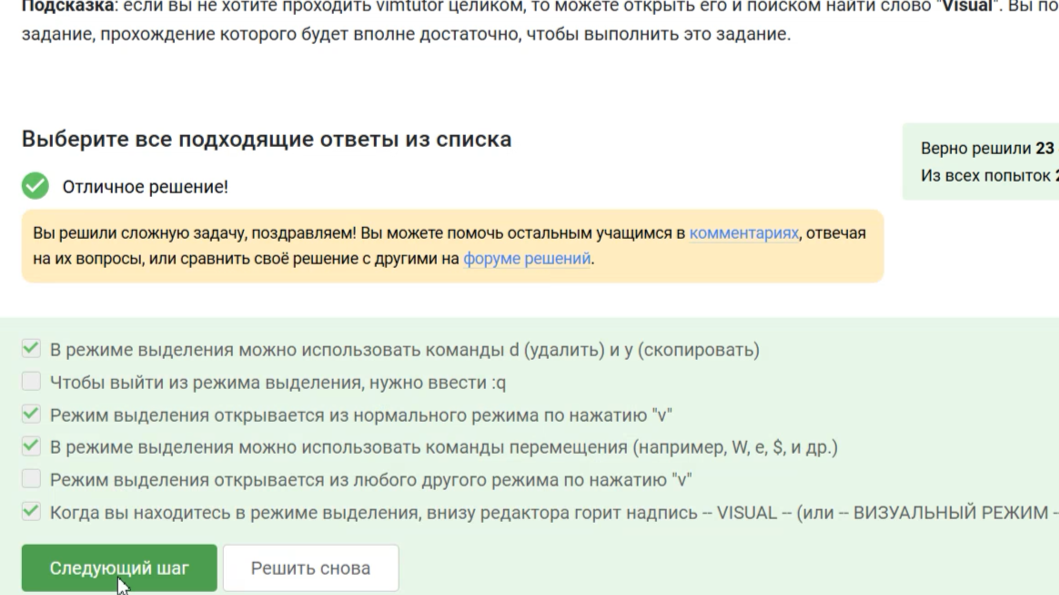 Подсказка: если вы не хотите проходить vimtutor целиком, то можете открыть его и поиском найти слово "Visual". Вы по
задание, прохождение которого будет вполне достаточно, чтобы выполнить это задание.
Выберите все подходящие ответы из списка
Верно решили 23
Из всех попыток 2
Отличное решение!
Вы решили сложную задачу, поздравляем! Вы можете помочь остальным учащимся в комментариях, отвечая
на их вопросы, или сравнить своё решение с другими на форуме решений.
В режиме выделения можно использовать команды d (удалить) и y (скопировать)
Чтобы выйти из режима выделения, нужно ввести :q
Режим выделения открывается из нормального режима по нажатию "v"
В режиме выделения можно использовать команды перемещения (например, W, e, $, и др.)
Режим выделения открывается из любого другого режима по нажатию "v"
Когда вы находитесь в режиме выделения, внизу редактора горит надпись -- VISUAL -- (или -- ВИЗУАЛЬНЫЙ РЕЖИМ -
Следующий шаг
Решить снова